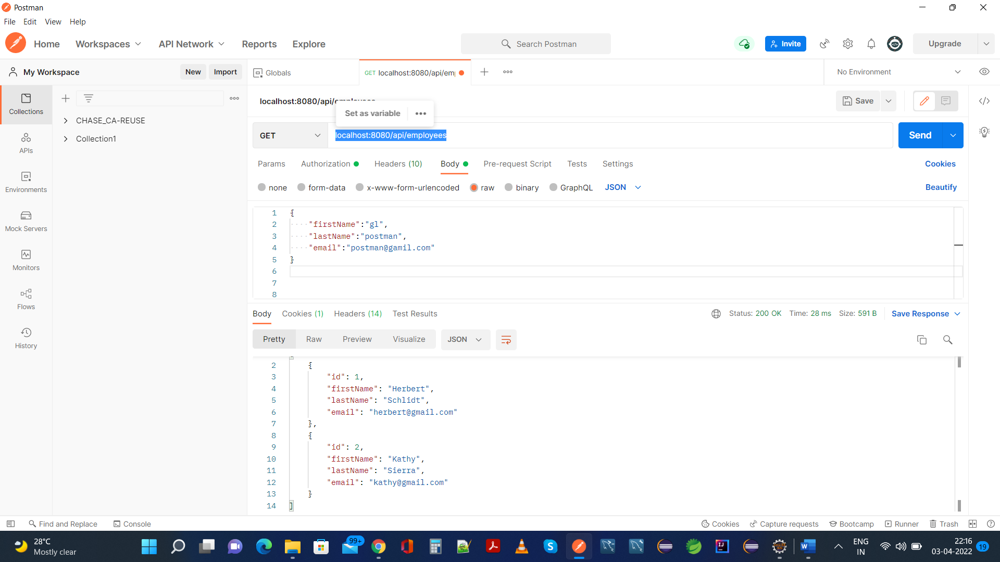 Postman
File Edit View Help
Home Workspaces API Network Reports Explore Search Postman Invite Upgrade
My Workspace New Import Globals GET localhost:8080/api/em No Environment
localhost:8080/api/employees Save
Set as variable
GET localhost:8080/api/employees Send
Params Authorization Headers (10) Body Pre-request Script Tests Settings Cookies
none form-data x-www-form-urlencoded raw binary GraphQL JSON Beautify
Collections
APIs
Environments
Mock Servers
Monitors
Flows
History
CHASE_CA-REUSE
Collection1
1 {
2 "firstName":"gl",
3 "lastName":"postman",
4 "email":"postman@gamil.com"
5 }
6
7
8
Body Cookies (1) Headers (14) Test Results Status: 200 OK Time: 28 ms Size: 591 B Save Response
Pretty Raw Preview Visualize JSON
2 {
3 "id": 1,
4 "firstName": "Herbert",
5 "lastName": "Schlidt",
6 "email": "herbert@gmail.com"
7 },
8 {
9 "id": 2,
10 "firstName": "Kathy",
11 "lastName": "Sierra",
12 "email": "kathy@gmail.com"
13 }
14 ]
Find and Replace Console Cookies Capture requests Bootcamp Runner Trash
28°C
Mostly clear
99+
ENG
IN
22:16
03-04-2022
19